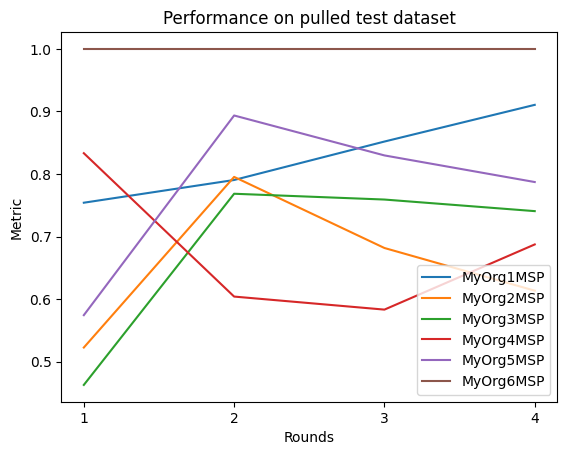 Performance on pulled test dataset
1.0
0.9
0.8
0.7
0.6
0.5
Metric
1 2 3 4
Rounds
MyOrg1MSP
MyOrg2MSP
MyOrg3MSP
MyOrg4MSP
MyOrg5MSP
MyOrg6MSP